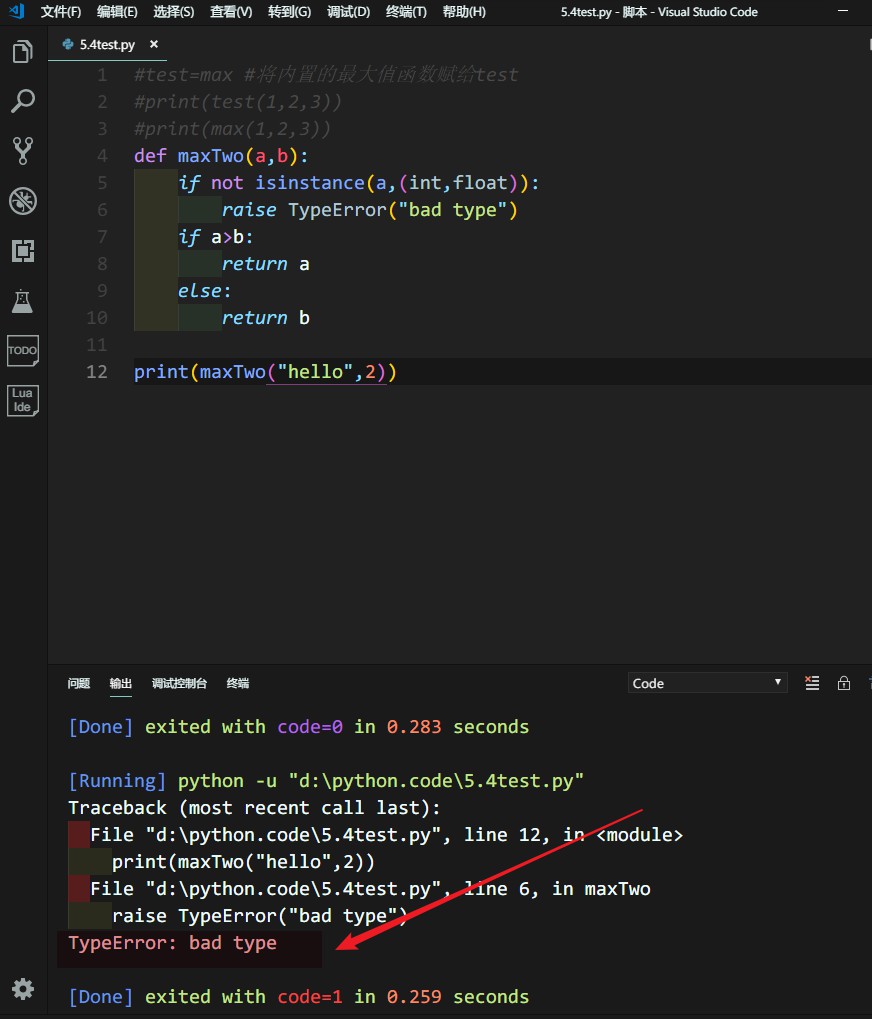 文件(F) 编辑(E) 选择(S) 查看(V) 转到(G) 调试(D) 终端(T) 帮助(H) 5.4test.py - 脚本 - Visual Studio Code
5.4test.py ×
1 #test=max #将内置的最大值函数赋给test
2 #print(test(1,2,3))
3 #print(max(1,2,3))
4 def maxTwo(a,b):
5 if not isinstance(a,(int,float)):
6 raise TypeError("bad type")
7 if a>b:
8 return a
9 else:
10 return b
11
12 print(maxTwo("hello",2))
TODO
Lua
Ide
问题 输出 调试控制台 终端 Code
[Done] exited with code=0 in 0.283 seconds
[Running] python -u "d:\python.code\5.4test.py"
Traceback (most recent call last):
File "d:\python.code\5.4test.py", line 12, in <module>
print(maxTwo("hello",2))
File "d:\python.code\5.4test.py", line 6, in maxTwo
raise TypeError("bad type")
TypeError: bad type
[Done] exited with code=1 in 0.259 seconds